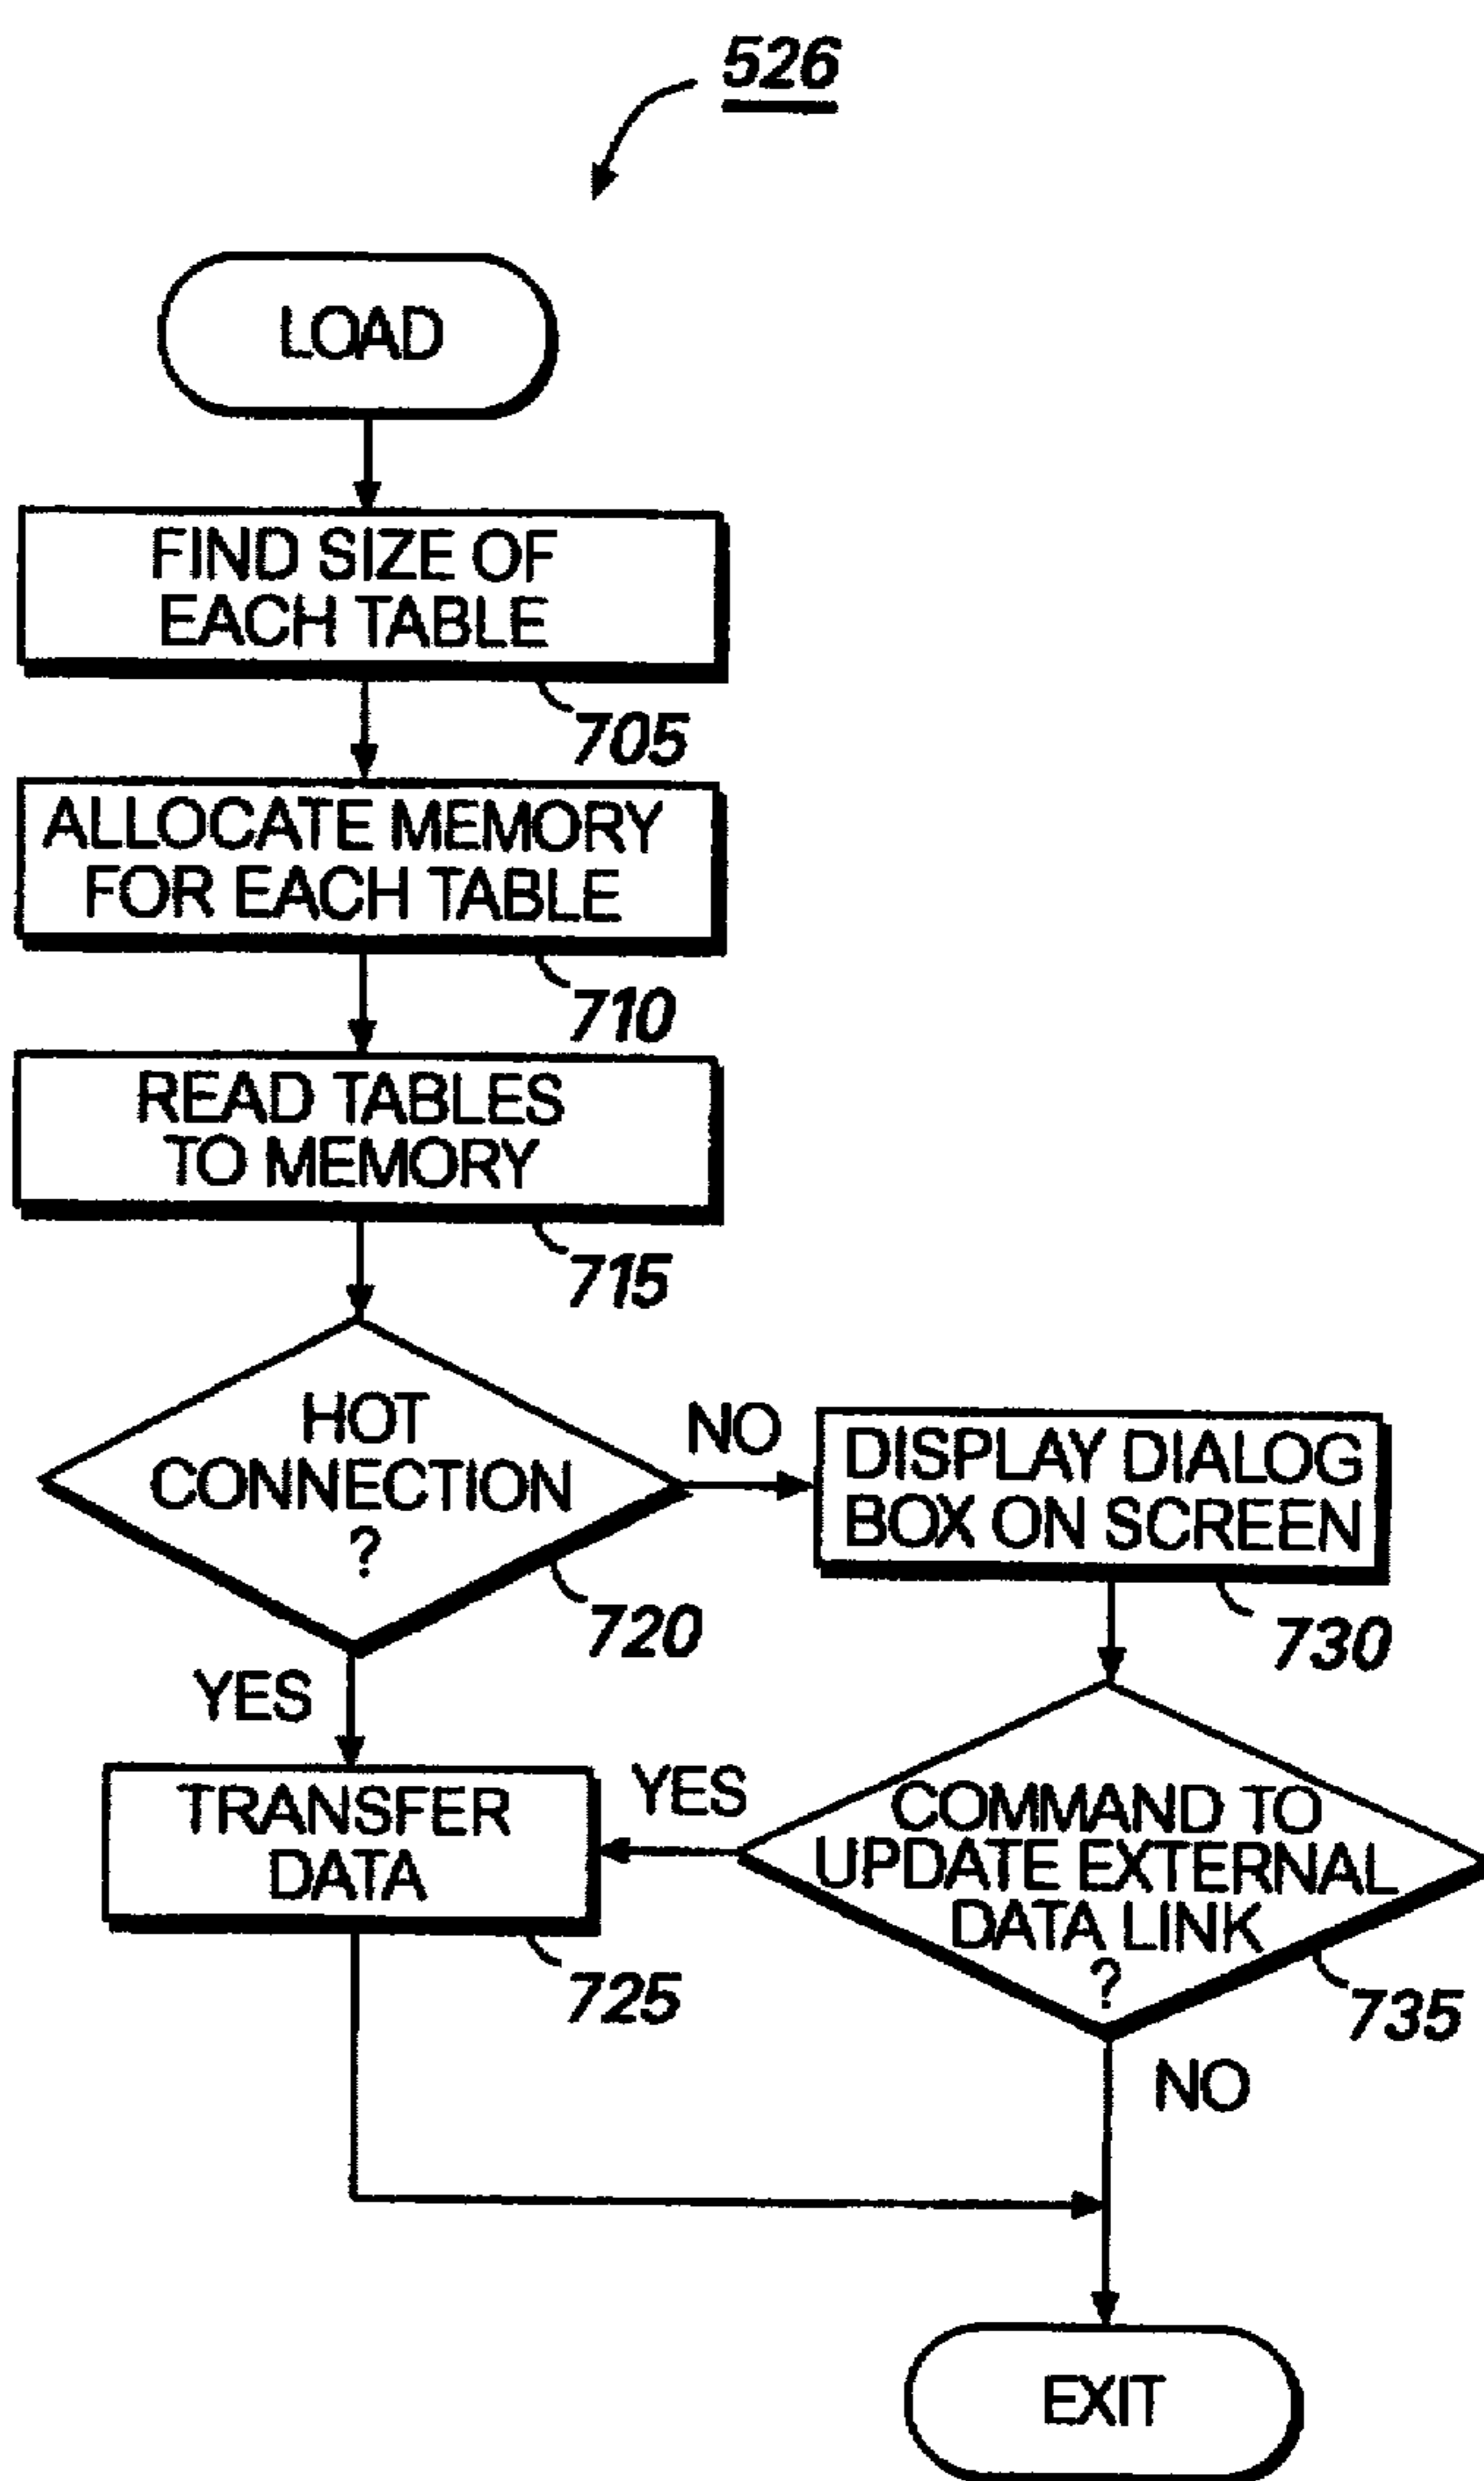 526
LOAD
FIND SIZE OF
EACH TABLE
705
ALLOCATE MEMORY
FOR EACH TABLE
710
READ TABLES
TO MEMORY
715
HOT
CONNECTION
?
720
NO
DISPLAY DIALOG
BOX ON SCREEN
730
YES
TRANSFER
DATA
725
YES
COMMAND TO
UPDATE EXTERNAL
DATA LINK
?
735
NO
EXIT